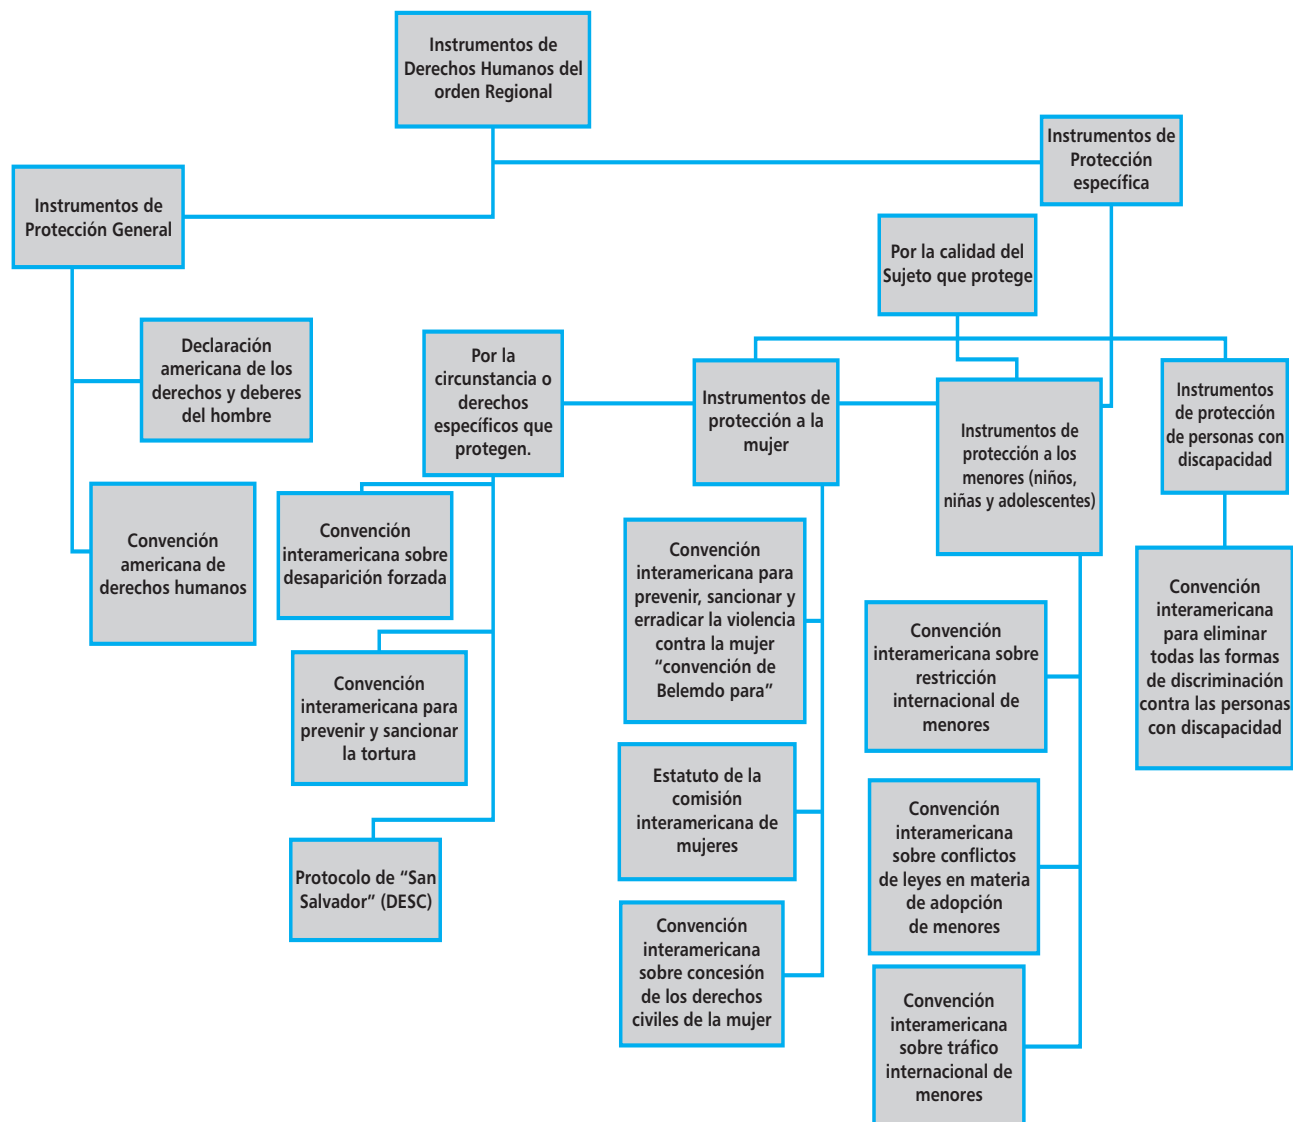 Instrumentos de
Derechos Humanos del
orden Regional
Instrumentos de
Protección
específica
Instrumentos de
Protección General
Por la calidad del
Sujeto que protege
Declaración
americana de los
derechos y deberes
del hombre
Por la
circunstancia o
derechos
específicos que
protegen.
Instrumentos de
protección a la
mujer
Instrumentos de
protección a los
menores (niños,
niñas y adolescentes)
Instrumentos
de protección
de personas con
discapacidad
Convención
americana de
derechos humanos
Convención
interamericana sobre
desaparición forzada
Convención
interamericana para
prevenir y sancionar
la tortura
Protocolo de “San
Salvador” (DESC)
Convención
interamericana para
prevenir, sancionar y
erradicar la violencia
contra la mujer
“convención de
Belemdo para”
Estatuto de la
comisión
interamericana de
mujeres
Convención
interamericana
sobre concesión
de los derechos
civiles de la mujer
Convención
interamericana sobre
restricción
internacional de
menores
Convención
interamericana
sobre conflictos
de leyes en materia
de adopción
de menores
Convención
interamericana
sobre tráfico
internacional de
menores
Convención
interamericana
para eliminar
todas las formas
de discriminación
contra las personas
con discapacidad